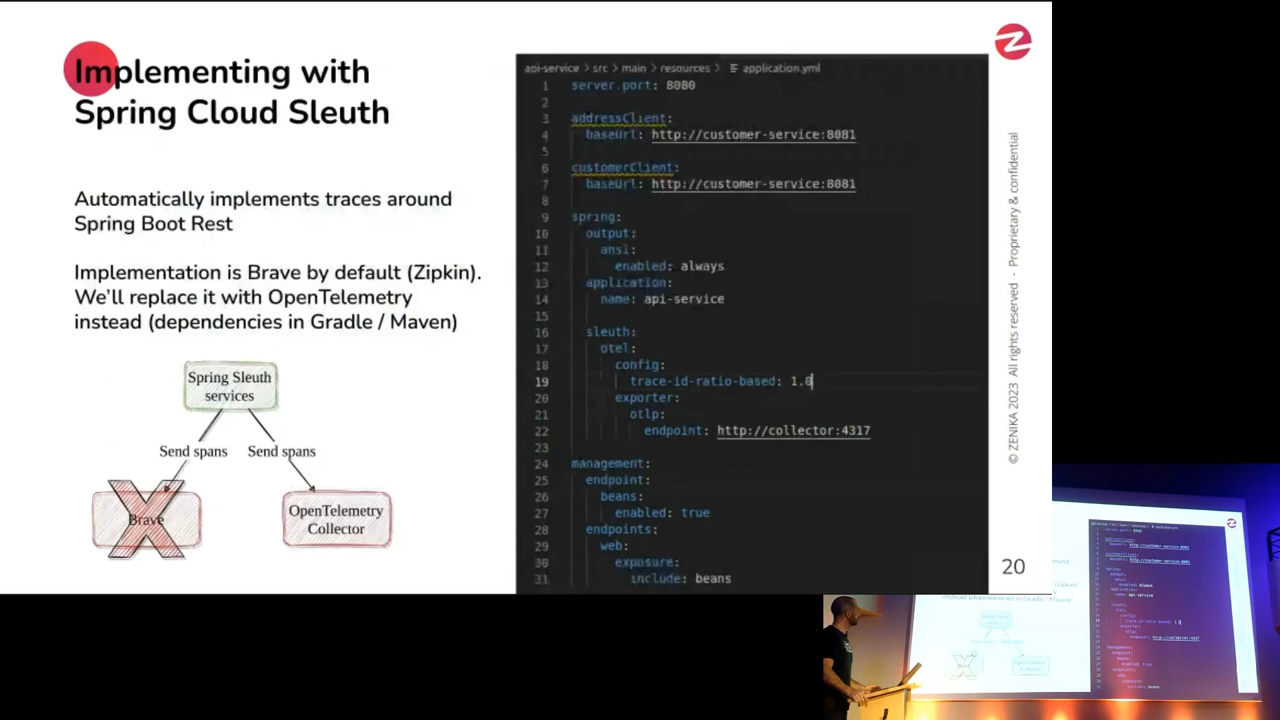 Implementing with
Spring Cloud Sleuth
Automatically implements traces around
Spring Boot Rest
Implementation is Brave by default (Zipkin).
We'll replace it with OpenTelemetry
instead (dependencies in Gradle / Maven)
Spring Sleuth
services
Send spans
Send spans
Brave
OpenTelemetry
Collector
api-service > src > main > resources > application.yml
1 server.port: 8080
2
3 addressClient:
4 baseUrl: http://customer-service:8081
5
6 customerClient:
7 baseUrl: http://customer-service:8081
8
9 spring:
10 output:
11 ansi:
12 enabled: always
13 application:
14 name: api-service
15
16 sleuth:
17 otel:
18 config:
19 trace-id-ratio-based: 1.0
20 exporter:
21 otlp:
22 endpoint: http://collector:4317
23
24 management:
25 endpoint:
26 beans:
27 enabled: true
28 endpoints:
29 web:
30 exposure:
31 include: beans
© ZENIKA 2023 All rights reserved - Proprietary & confidential
20